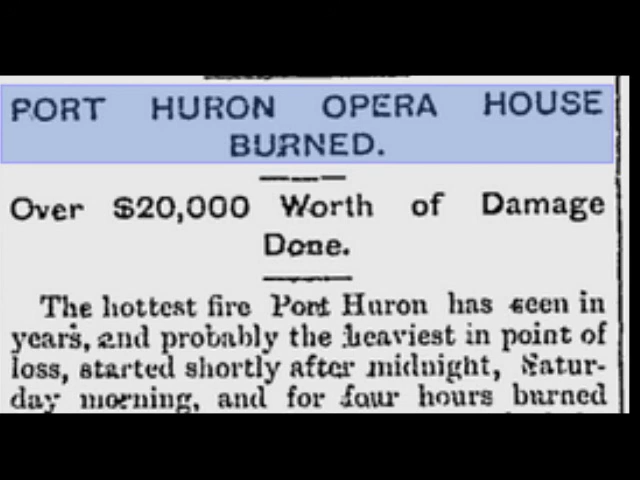 PORT HURON OPERA HOUSE
BURNED.
Over $20,000 Worth of Damage
Done.
The hottest fire Port Huron has seen in
years, and probably the heaviest in point of
loss, started shortly after midnight, Satur-
day morning, and for four hours burned